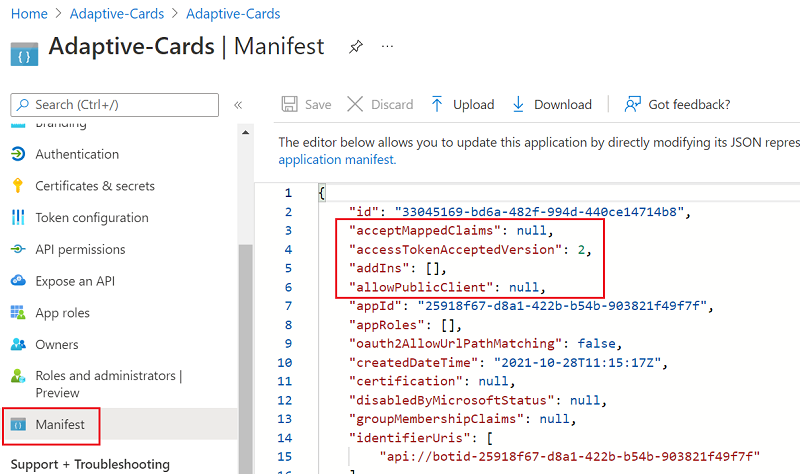 Home > Adaptive-Cards > Adaptive-Cards
Adaptive-Cards | Manifest
Search (Ctrl+/)
«
Save
Discard
Upload
Download
Got feedback?
Branding
Authentication
Certificates & secrets
Token configuration
API permissions
Expose an API
App roles
Owners
Roles and administrators |
Preview
Manifest
Support + Troubleshooting
The editor below allows you to update this application by directly modifying its JSON repres
application manifest.
1 {
2 "id": "33045169-bd6a-482f-994d-440ce14714b8",
3 "acceptMappedClaims": null,
4 "accessTokenAcceptedVersion": 2,
5 "addIns": [],
6 "allowPublicClient": null,
7 "appId": "25918f67-d8a1-422b-b54b-903821f49f7f",
8 "appRoles": [],
9 "oauth2AllowUrlPathMatching": false,
10 "createdDateTime": "2021-10-28T11:15:17Z",
11 "certification": null,
12 "disabledByMicrosoftStatus": null,
13 "groupMembershipClaims": null,
14 "identifierUris": [
15 "api://botid-25918f67-d8a1-422b-b54b-903821f49f7f"
16 ]